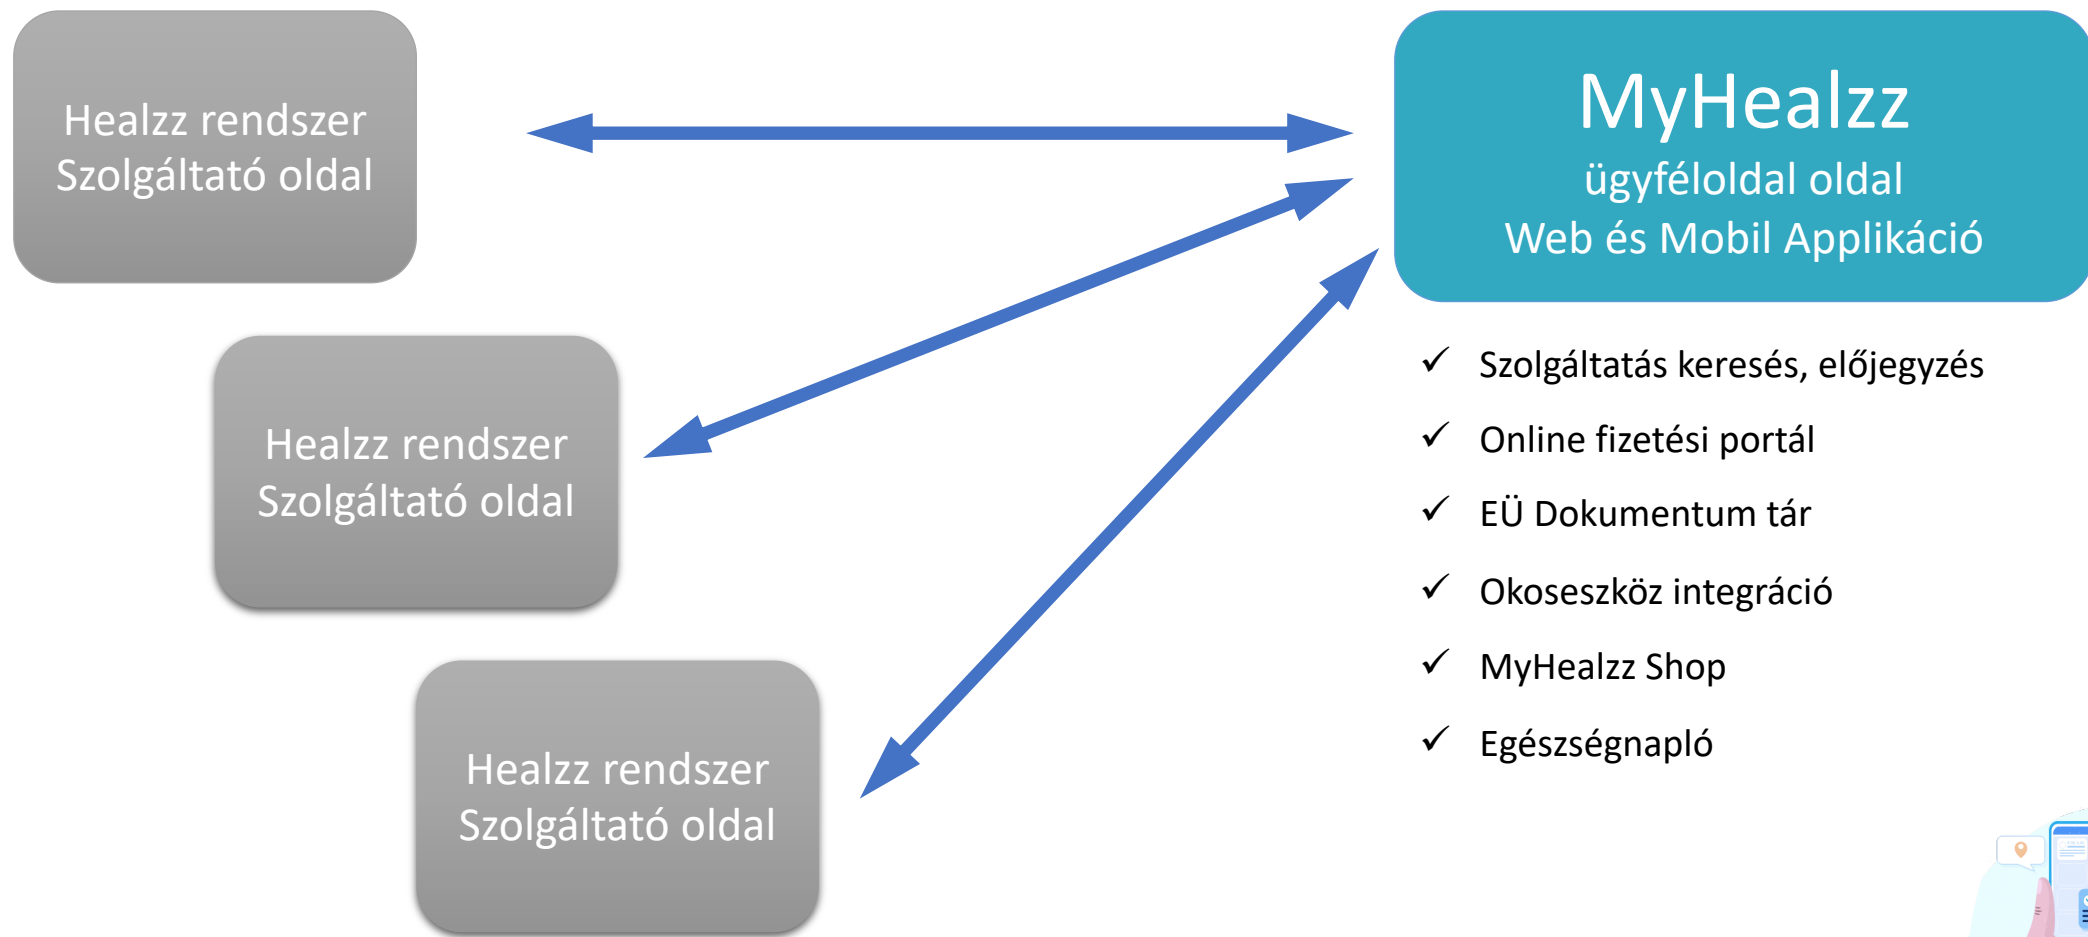 Healzz rendszer
Szolgáltató oldal
MyHealzz
ügyféloldal oldal
Web és Mobil Applikáció
Healzz rendszer
Szolgáltató oldal
Healzz rendszer
Szolgáltató oldal
✓ Szolgáltatás keresés, előjegyzés
✓ Online fizetési portál
✓ EÜ Dokumentum tár
✓ Okoseszköz integráció
✓ MyHealzz Shop
✓ Egészségnapló